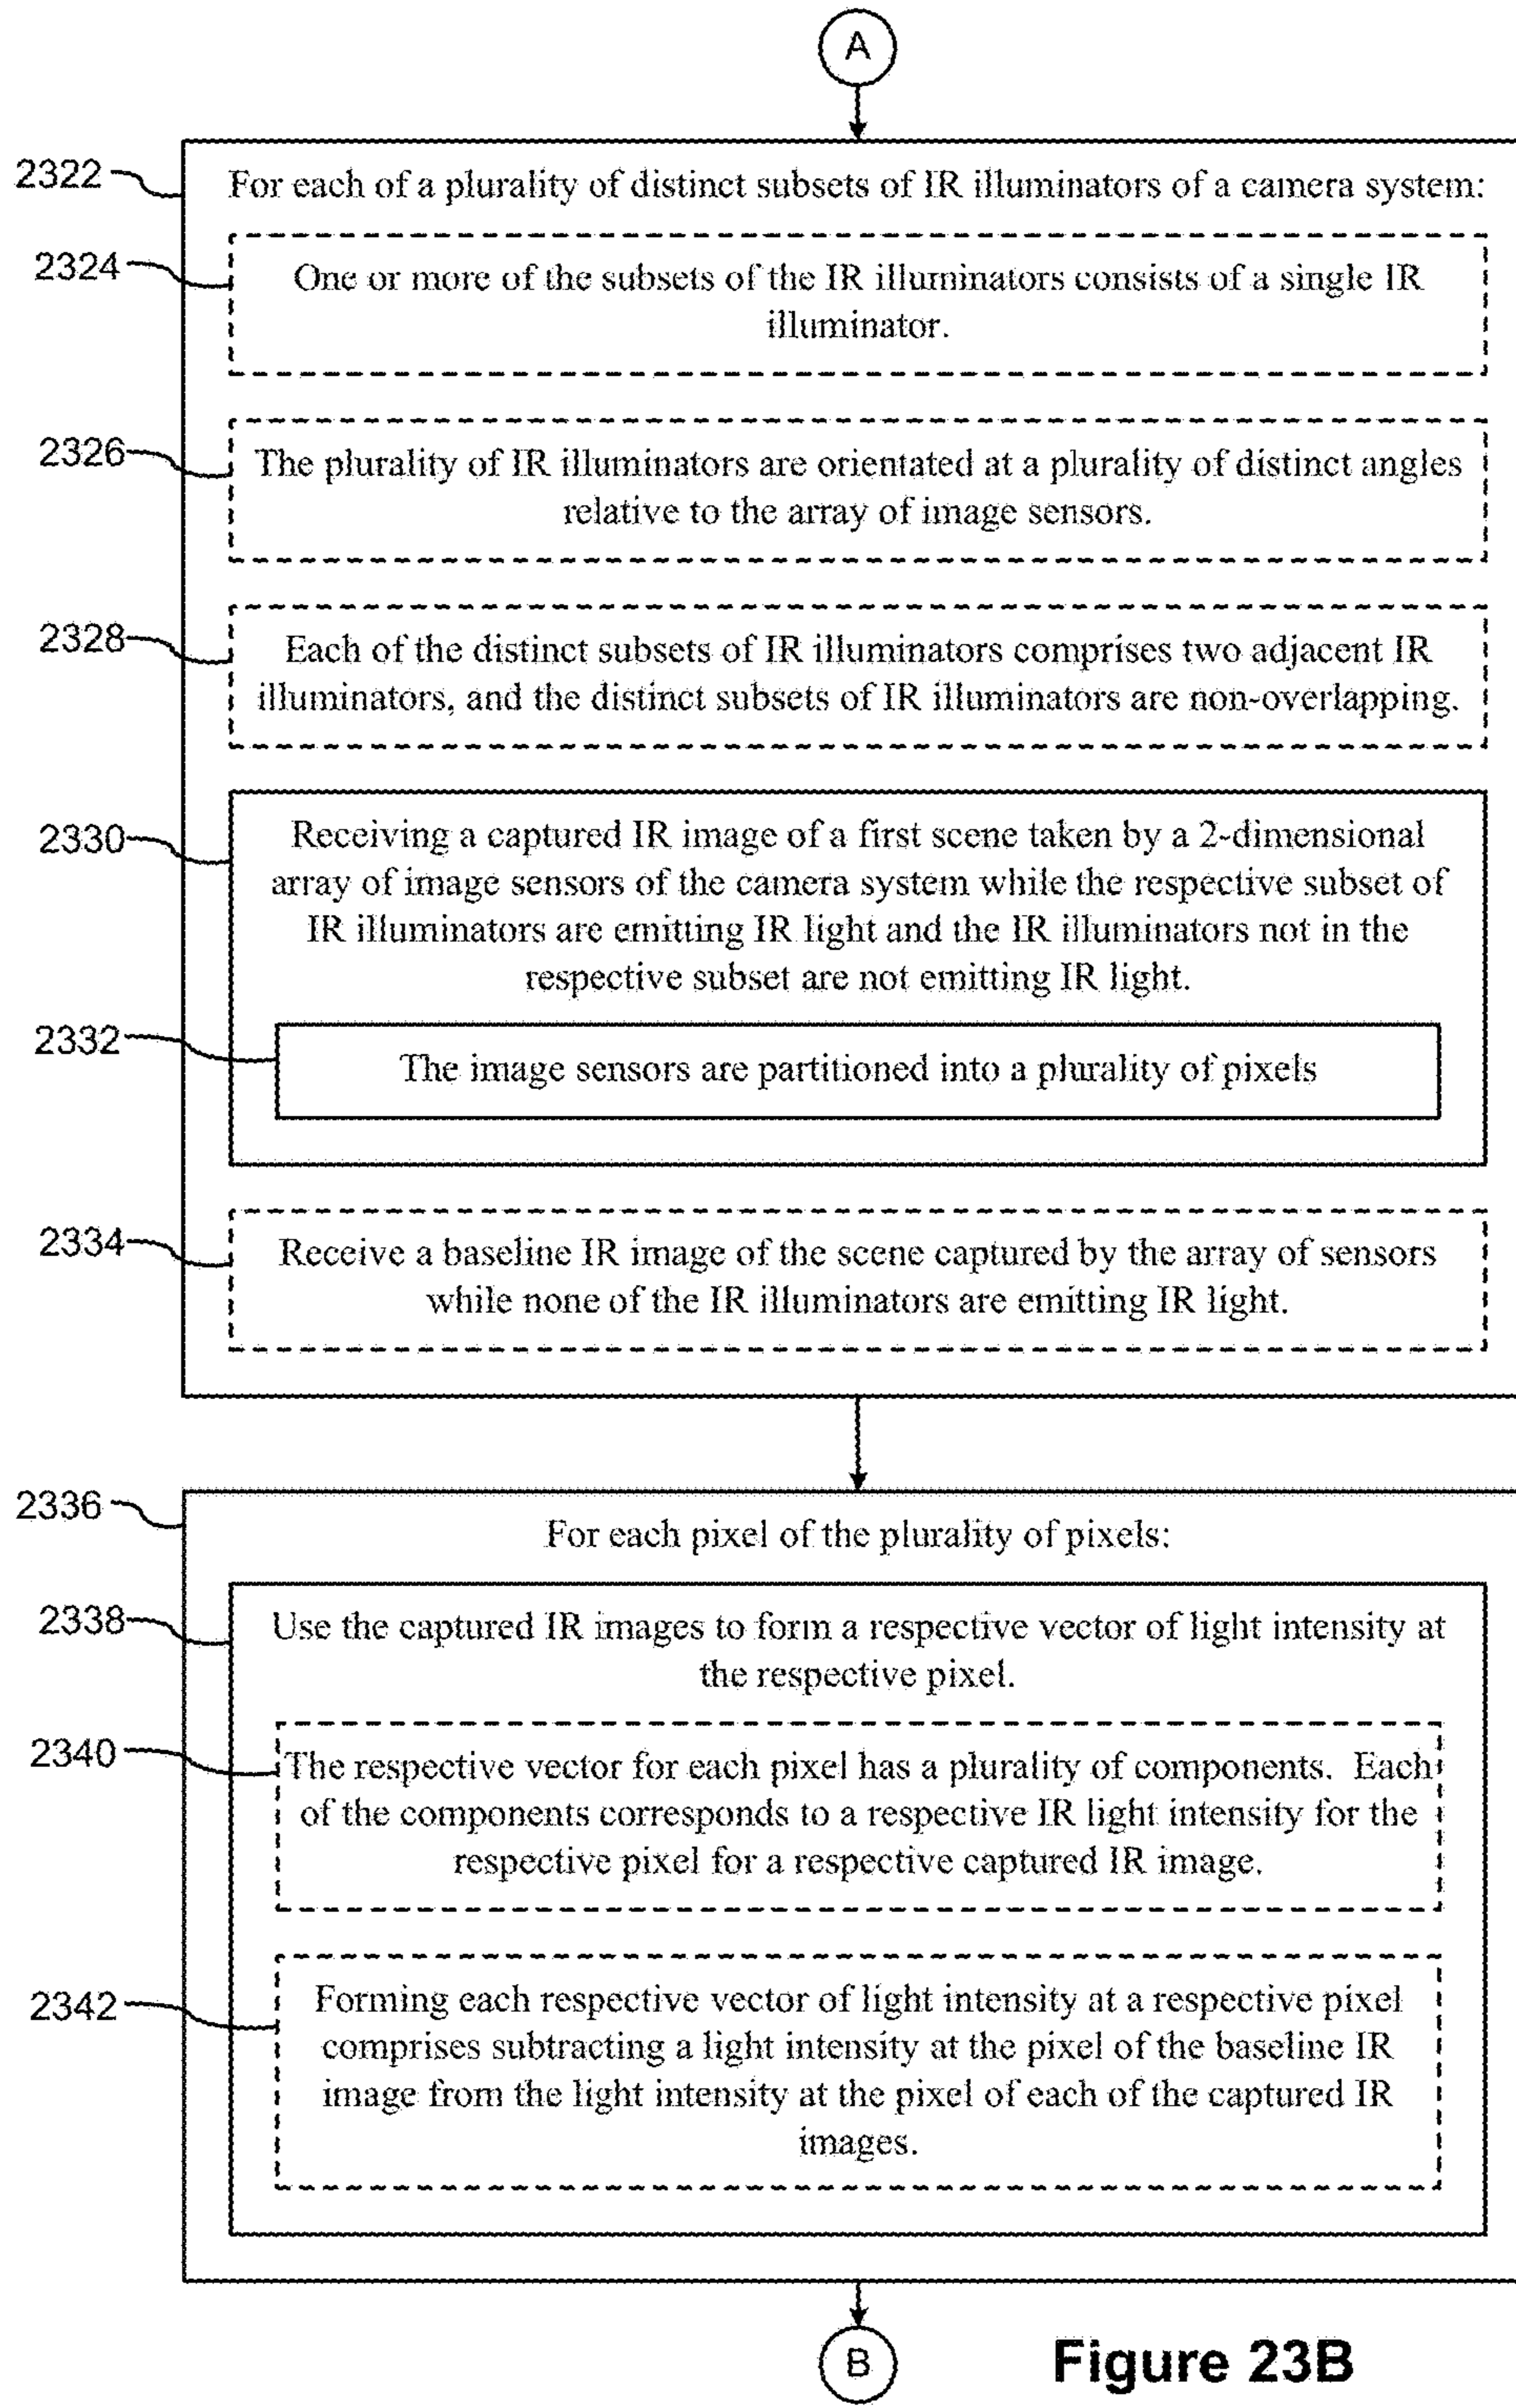 A
2322
For each of a plurality of distinct subsets of IR illuminators of a camera system:
2324
One or more of the subsets of the IR illuminators consists of a single IR
illuminator.
2326
The plurality of IR illuminators are orientated at a plurality of distinct angles
relative to the array of image sensors.
2328
Each of the distinct subsets of IR illuminators comprises two adjacent IR
illuminators, and the distinct subsets of IR illuminators are non-overlapping.
2330
Receiving a captured IR image of a first scene taken by a 2-dimensional
array of image sensors of the camera system while the respective subset of
IR illuminators are emitting IR light and the IR illuminators not in the
respective subset are not emitting IR light.
2332
The image sensors are partitioned into a plurality of pixels
2334
Receive a baseline IR image of the scene captured by the array of sensors
while none of the IR illuminators are emitting IR light.
2336
For each pixel of the plurality of pixels:
2338
Use the captured IR images to form a respective vector of light intensity at
the respective pixel.
2340
The respective vector for each pixel has a plurality of components. Each
of the components corresponds to a respective IR light intensity for the
respective pixel for a respective captured IR image.
2342
Forming each respective vector of light intensity at a respective pixel
comprises subtracting a light intensity at the pixel of the baseline IR
image from the light intensity at the pixel of each of the captured IR
images.
B
Figure 23B